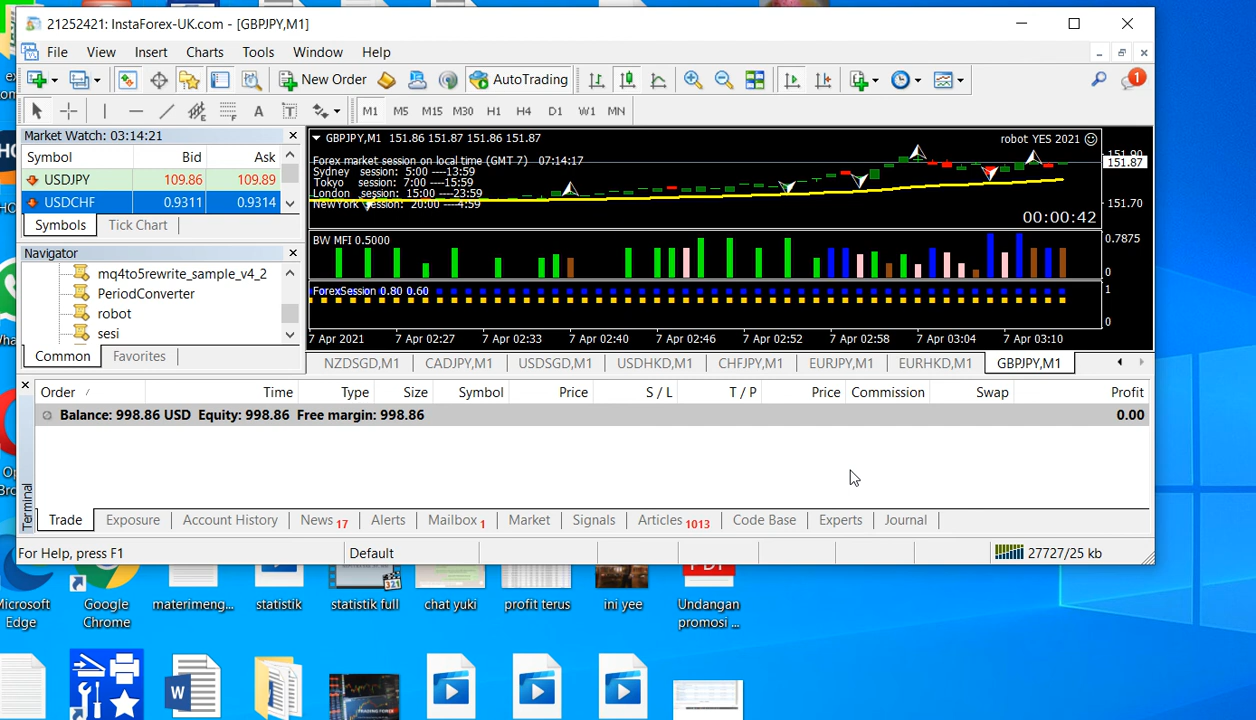 21252421: InstaForex-UK.com - [GBPJPY,M1]
File View Insert Charts Tools Window Help
New Order AutoTrading 1
A T M1 M5 M15 M30 H1 H4 D1 W1 MN
Market Watch: 03:14:21
Symbol Bid Ask
USDJPY 109.86 109.89
USDCHF 0.9311 0.9314
Symbols Tick Chart
Navigator
mq4to5rewrite_sample_v4_2
PeriodConverter
robot
sesi
Common Favorites
GBPJPY,M1 151.86 151.87 151.86 151.87
robot YES 2021
Forex market session on local time (GMT 7) 07:14:17
Sydney session: 5:00 ----13:59
Tokyo session: 7:00 ----15:59
London session: 15:00 ----23:59
NewYork session: 20:00 ----4:59
151.90
151.87
151.70
00:00:42
BW MFI 0.5000
0.7875
0
ForexSession 0.80 0.60
1
0
7 Apr 2021 7 Apr 02:27 7 Apr 02:33 7 Apr 02:40 7 Apr 02:46 7 Apr 02:52 7 Apr 02:58 7 Apr 03:04 7 Apr 03:10
NZDSGD,M1 CADJPY,M1 USDSGD,M1 USDHKD,M1 CHFJPY,M1 EURJPY,M1 EURHKD,M1 GBPJPY,M1
Order / Time Type Size Symbol Price S / L T / P Price Commission Swap Profit
Balance: 998.86 USD Equity: 998.86 Free margin: 998.86 0.00
Terminal
Trade Exposure Account History News 17 Alerts Mailbox 1 Market Signals Articles 1013 Code Base Experts Journal
For Help, press F1 Default 27727/25 kb
Microsoft
Edge
Google
Chrome
materimeng...
statistik
321
statistik full
chat yuki
profit terus
ini yee
Undangan
promosi ...
W